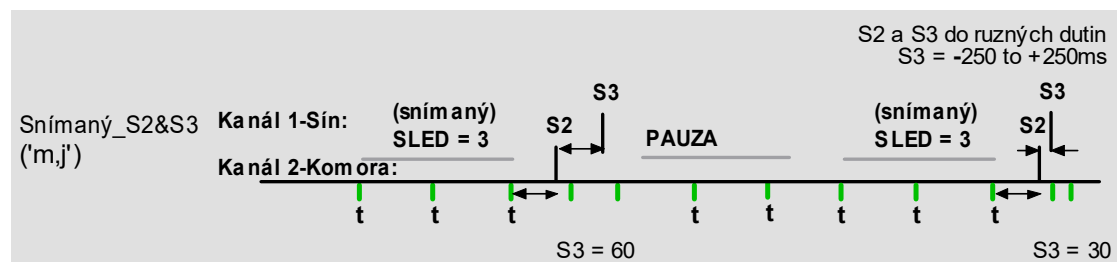 S2 a S3 do ruzných dutin
S3 = -250 to +250ms
Snímaný_S2&S3
('m,j')
Kanál 1-Sín:
(snímaný)
SLED = 3
S2
S3
PAUZA
(snímaný)
SLED = 3
S2
S3
Kanál 2-Komora:
t t t t t t t t
S3 = 60
S3 = 30